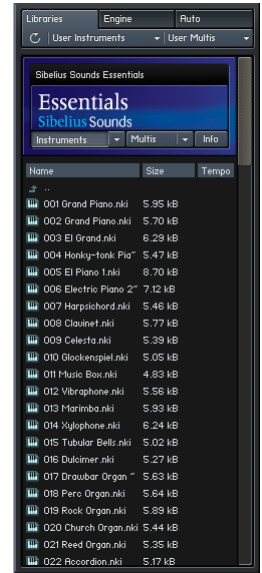 Libraries Engine Auto
User Instruments User Multis
Sibelius Sounds Essentials
Essentials
Sibelius Sounds
Instruments Multis Info
Name Size Tempo
..
001 Grand Piano.nki 5.95 kB
002 Grand Piano.nki 5.70 kB
003 El Grand.nki 6.29 kB
004 Honky-tonk Pia~ 5.47 kB
005 El Piano 1.nki 8.70 kB
006 Electric Piano 2~ 7.12 kB
007 Harpsichord.nki 5.46 kB
008 Clavinet.nki 5.77 kB
009 Celesta.nki 5.39 kB
010 Glockenspiel.nki 5.05 kB
011 Music Box.nki 4.83 kB
012 Vibraphone.nki 5.56 kB
013 Marimba.nki 5.93 kB
014 Xylophone.nki 6.24 kB
015 Tubular Bells.nki 5.02 kB
016 Dulcimer.nki 5.27 kB
017 Drawbar Organ ~ 5.63 kB
018 Perc Organ.nki 5.64 kB
019 Rock Organ.nki 5.89 kB
020 Church Organ.nki 5.44 kB
021 Reed Organ.nki 5.35 kB
022 Accordion.nki 5.17 kB